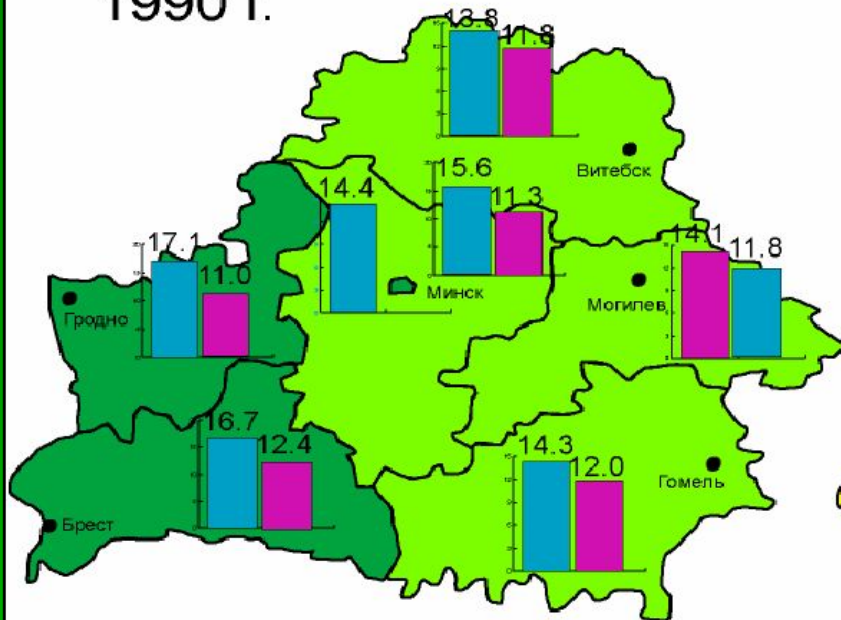 1990 г.
13.8 11.8
Витебск
15.6 11.3
14.4
Минск
17.1 11.0
Гродно
14.1 11.8
Могилев
16.7 12.4
Брест
14.3 12.0
Гомель